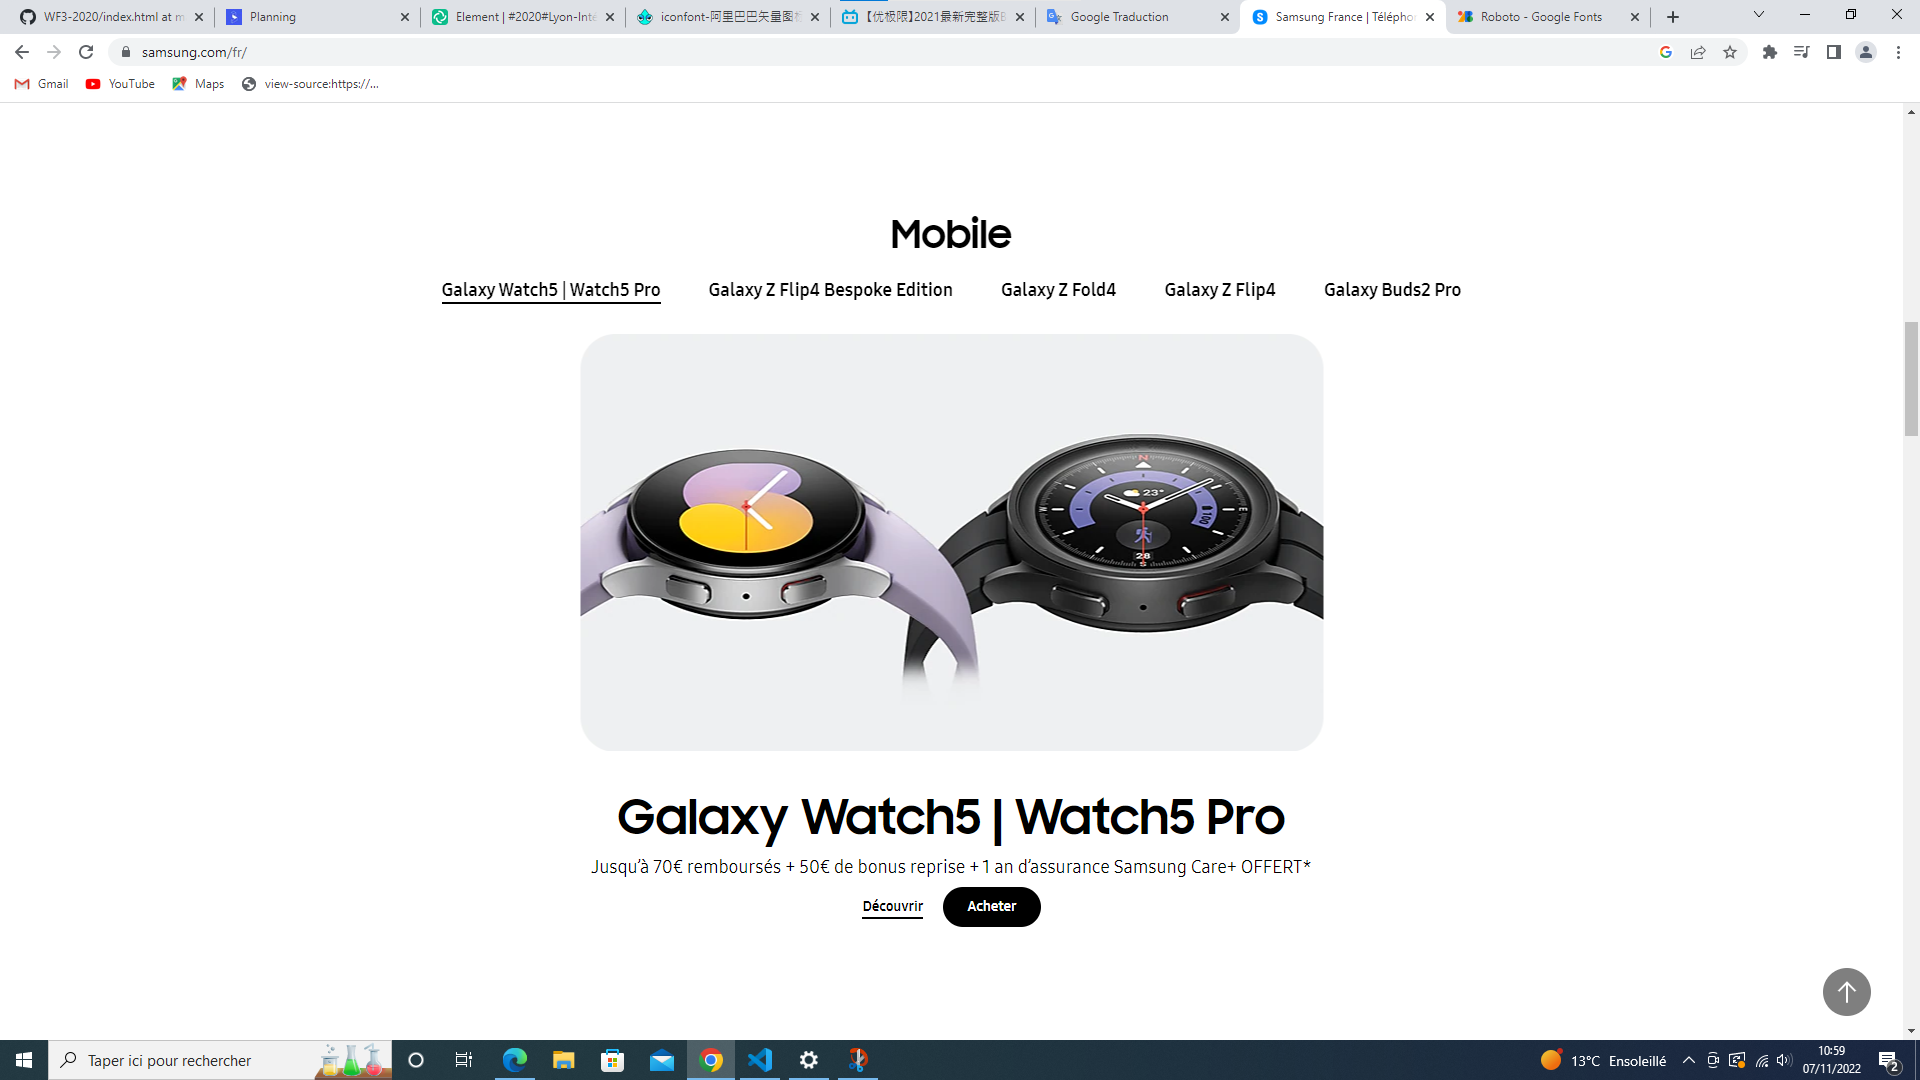 WF3-2020/index.html at m
Planning
Element | #2020#Lyon-Inte
iconfont-阿里巴巴矢量图标
【优极限】2021最新完整版B
Google Traduction
Samsung France | Télépho
Roboto - Google Fonts
samsung.com/fr/
Gmail
YouTube
Maps
view-source:https://...
Mobile
Galaxy Watch5 | Watch5 Pro
Galaxy Z Flip4 Bespoke Edition
Galaxy Z Fold4
Galaxy Z Flip4
Galaxy Buds2 Pro
N
23°
W
E
100
28
S
Galaxy Watch5 | Watch5 Pro
Jusqu’à 70€ remboursés + 50€ de bonus reprise + 1 an d’assurance Samsung Care+ OFFERT*
Découvrir
Acheter
Taper ici pour rechercher
13°C Ensoleillé
10:59
07/11/2022
2